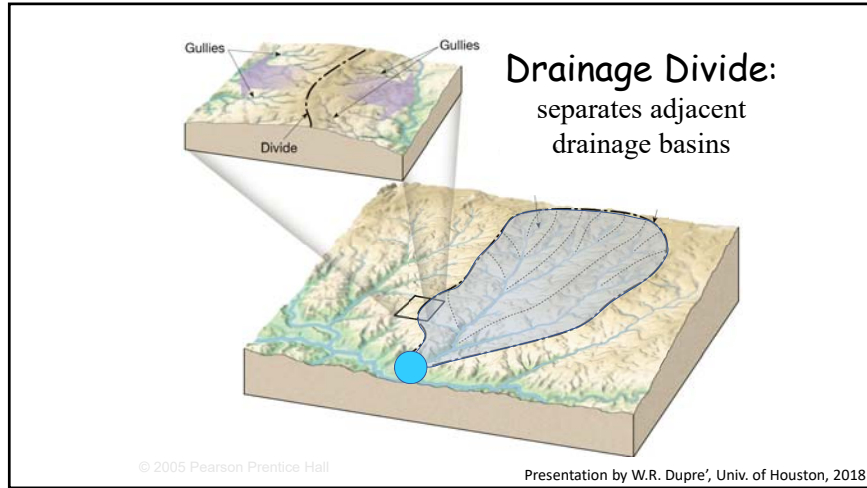 Gullies
Gullies
Divide
Drainage Divide:
separates adjacent
drainage basins
© 2005 Pearson Prentice Hall
Presentation by W.R. Dupre’, Univ. of Houston, 2018